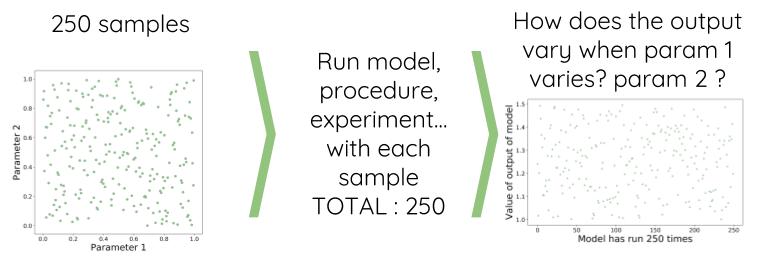 250 samples
1.0
0.8
0.6
0.4
0.2
0.0
Parameter 2
0.0 0.2 0.4 0.6 0.8 1.0
Parameter 1
Run model,
procedure,
experiment...
with each
sample
TOTAL : 250
How does the output
vary when param 1
varies? param 2 ?
1.5
1.4
1.3
1.2
1.1
1.0
Value of output of model
0 50 100 150 200 250
Model has run 250 times